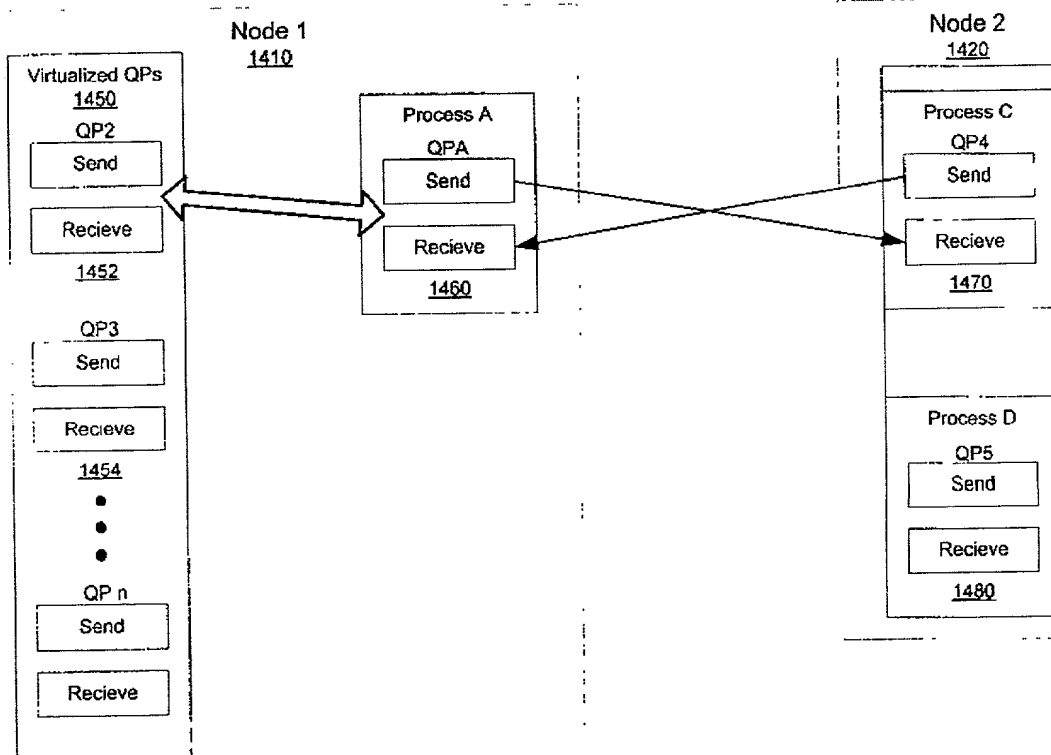 Node 1
1410
Virtualized QPs
1450
QP2
Send
Recieve
1452
QP3
Send
Recieve
1454
QP n
Send
Recieve
Process A
QPA
Send
Recieve
1460
Node 2
1420
Process C
QP4
Send
Recieve
1470
Process D
QP5
Send
Recieve
1480